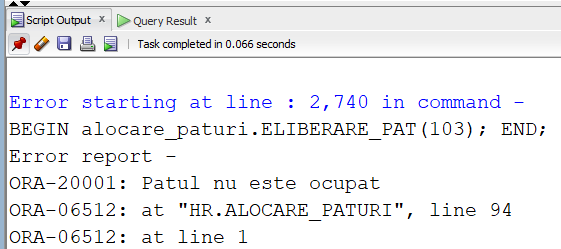 Script Output x
Query Result x
Task completed in 0.066 seconds
Error starting at line : 2,740 in command -
BEGIN alocare_paturi.ELIBERARE_PAT(103); END;
Error report -
ORA-20001: Patul nu este ocupat
ORA-06512: at "HR.ALOCARE_PATURI", line 94
ORA-06512: at line 1